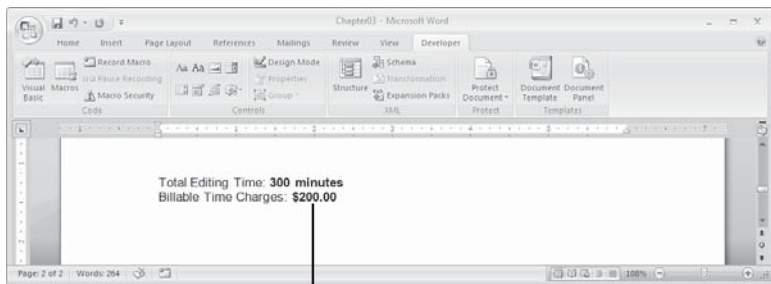 Chapter03 - Microsoft Word
Home Insert Page Layout References Mailings Review View Developer
Visual Basic
Macros
Record Macro
Pause Recording
Macro Security
Code
Aa Aa
Design Mode
Properties
Group
Controls
Structure
Schema
Transformation
Expansion Packs
XML
Protect Document
Protect
Document Template
Document Panel
Templates
Total Editing Time: 300 minutes
Billable Time Charges: $200.00
Page: 2 of 2 Words: 264 100%